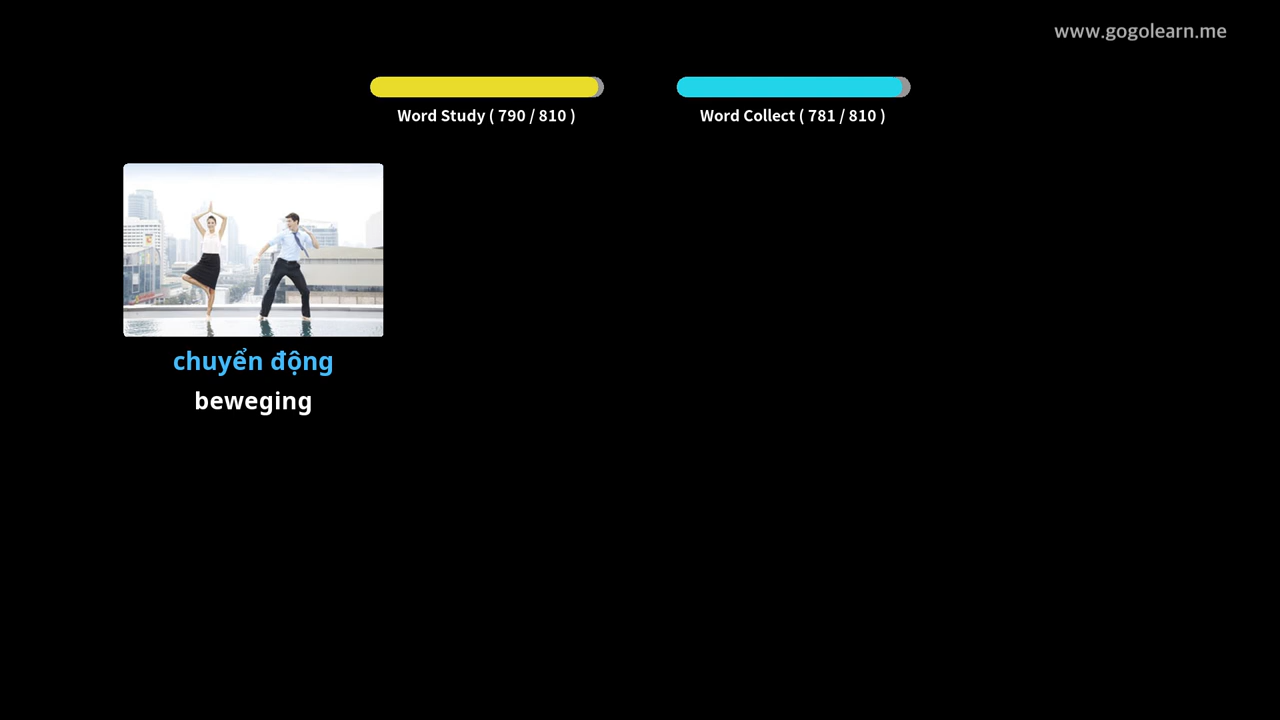 www.gogolearn.me
Word Study ( 790 / 810 )
Word Collect ( 781 / 810 )
chuyển động
beweging